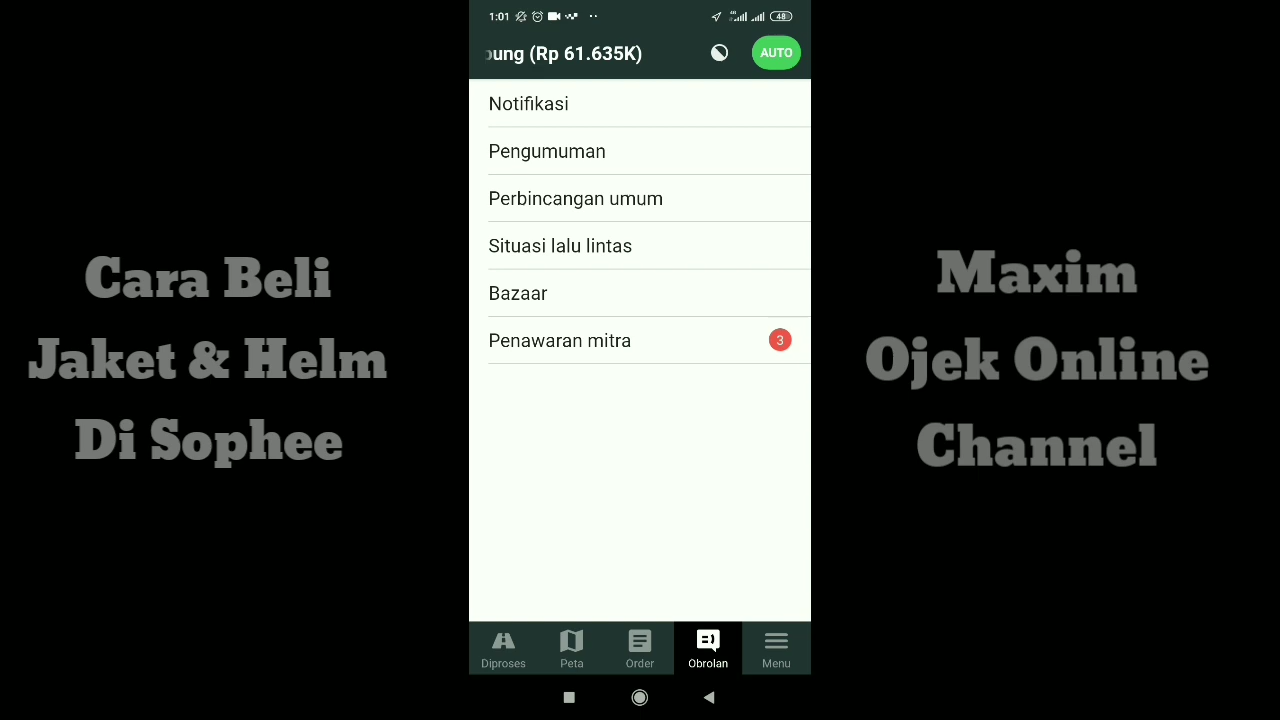 1:01
48
ung (Rp 61.635K)
AUTO
Notifikasi
Pengumuman
Perbincangan umum
Situasi lalu lintas
Bazaar
Penawaran mitra
3
Diproses
Peta
Order
Obrolan
Menu
Cara Beli
Jaket & Helm
Di Sophee
Maxim
Ojek Online
Channel